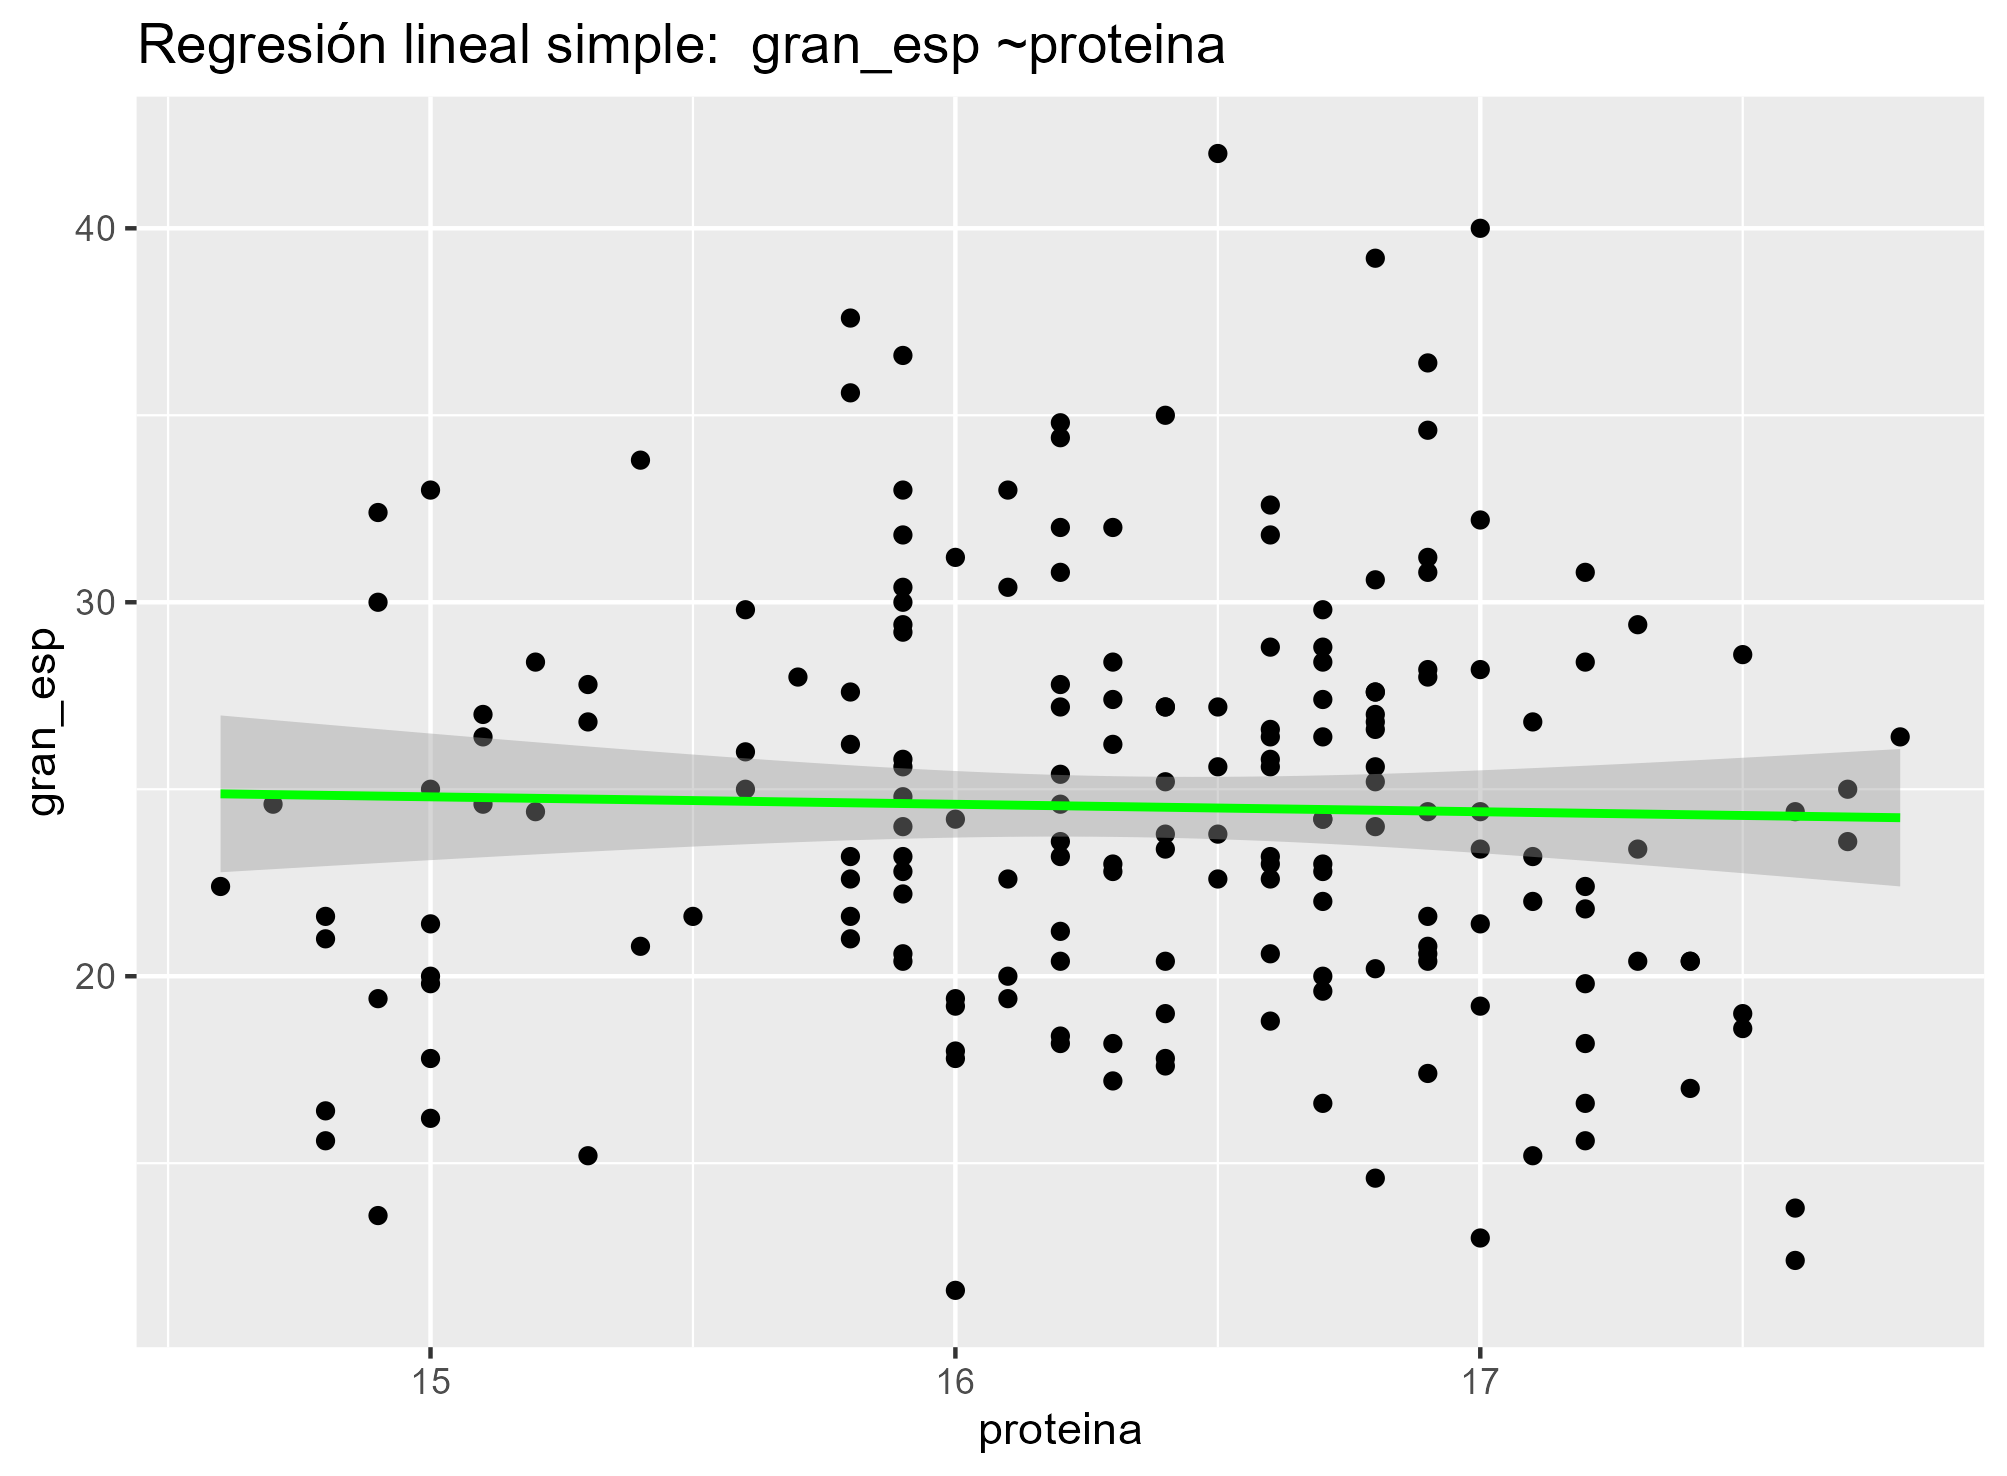 Regresión lineal simple:  gran_esp ~proteina
40
30
20
gran_esp
15 16 17
proteina